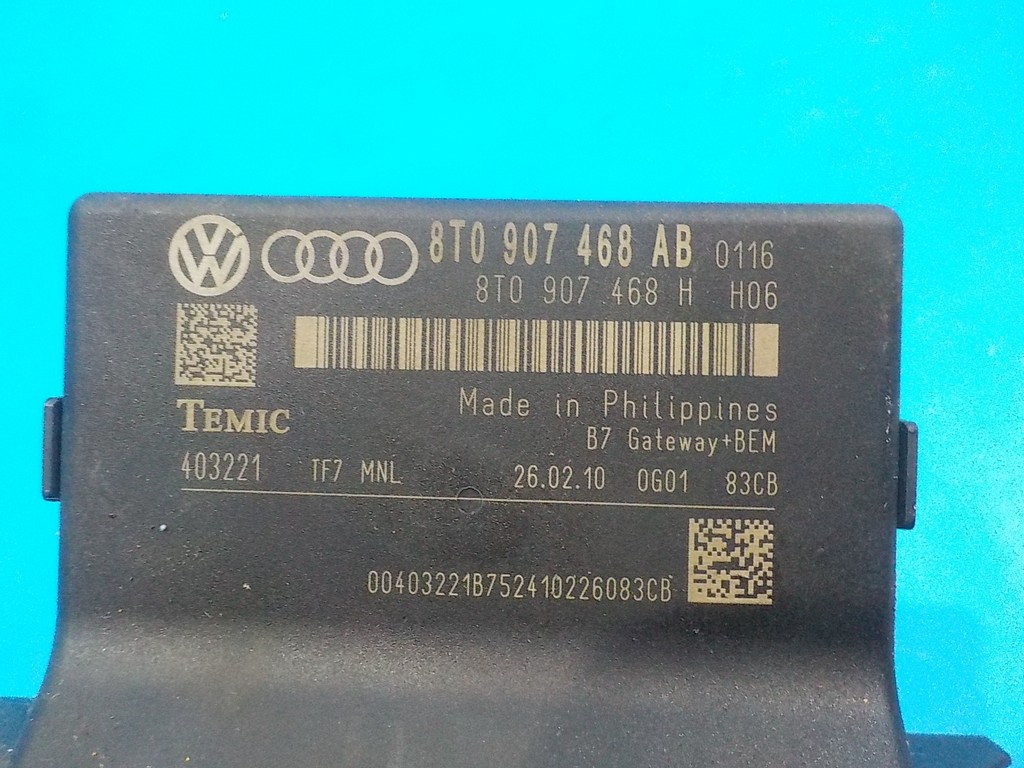 8T0 907 468 AB 0116
8T0 907 468 H H06
Made in Philippines
TEMIC
B7 Gateway+BEM
403221 TF7 MNL 26.02.10 0G01 83CB
00403221B752410226083CB